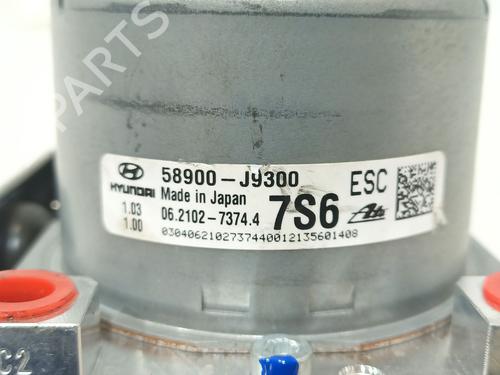 58900-J9300 ESC
HYUNDAI Made in Japan
1.03 06.2102-7374.4 7S6 Ate
1.00 0304062102737440012135601408
C2
B-PARTS